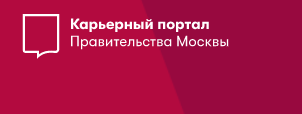 Карьерный портал
Правительства Москвы